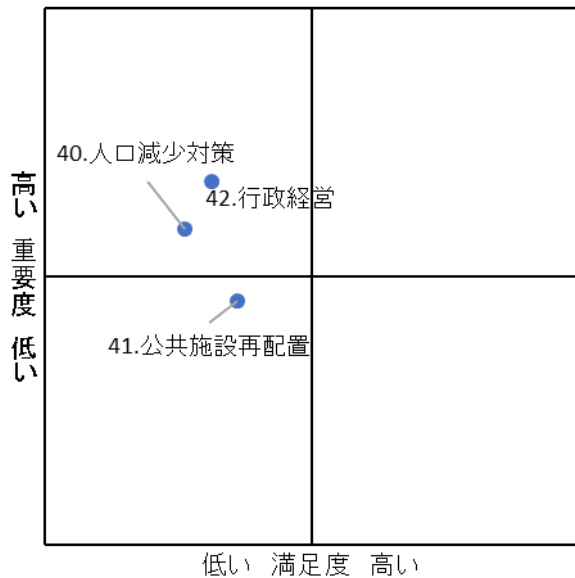 40.人口減少対策
42.行政経営
41.公共施設再配置
高い 重要度 低い
低い 満足度 高い